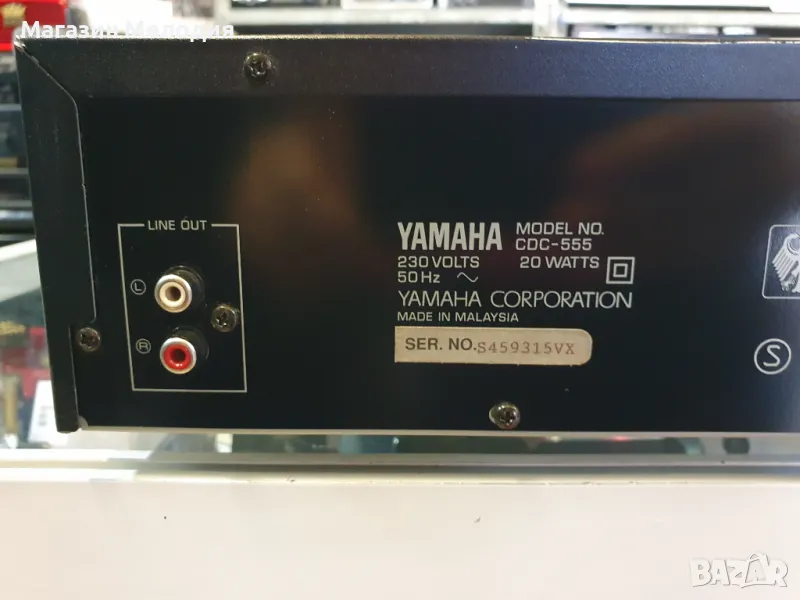 Магазин Мелодия
LINE OUT
L
R
YAMAHA MODEL NO. CDC-555
230 VOLTS 20 WATTS
50 Hz
YAMAHA CORPORATION
MADE IN MALAYSIA
SER. NO. S459315VX
S
BAZAR